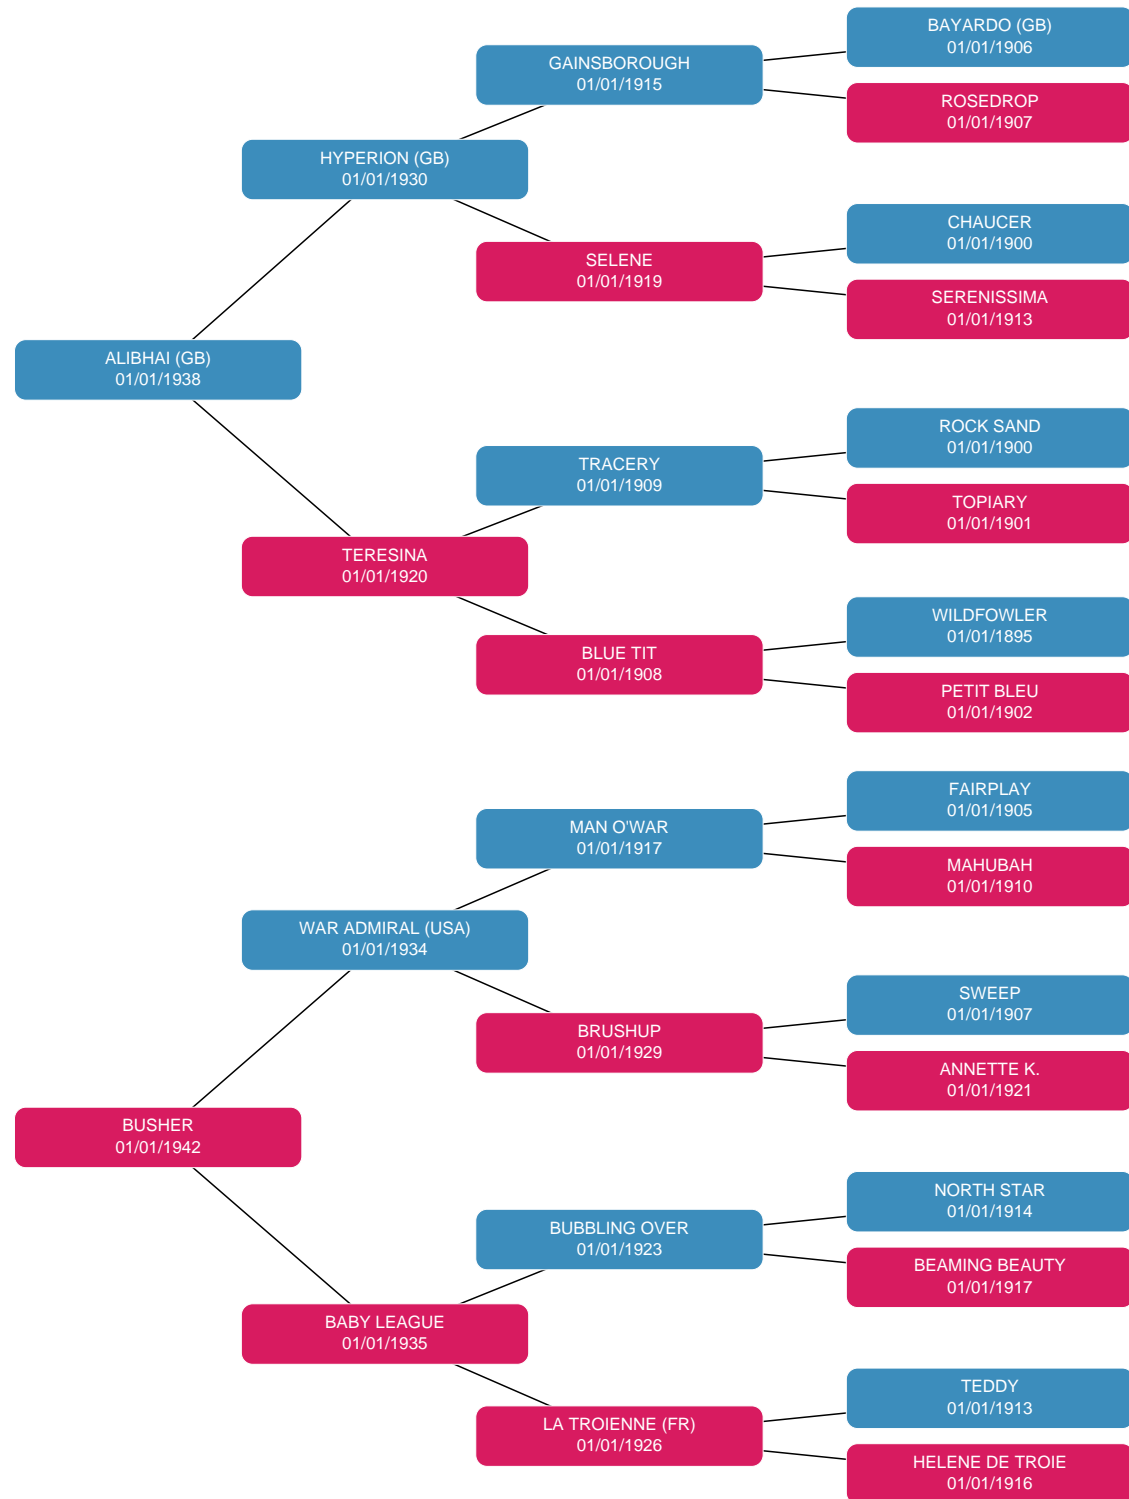 BAYARDO (GB)
01/01/1906
GAINSBOROUGH
01/01/1915
ROSEDROP
01/01/1907
HYPERION (GB)
01/01/1930
CHAUCER
01/01/1900
SELENE
01/01/1919
SERENISSIMA
01/01/1913
ALIBHAI (GB)
01/01/1938
ROCK SAND
01/01/1900
TRACERY
01/01/1909
TOPIARY
01/01/1901
TERESINA
01/01/1920
WILDFOWLER
01/01/1895
BLUE TIT
01/01/1908
PETIT BLEU
01/01/1902
FAIRPLAY
01/01/1905
MAN O'WAR
01/01/1917
MAHUBAH
01/01/1910
WAR ADMIRAL (USA)
01/01/1934
SWEEP
01/01/1907
BRUSHUP
01/01/1929
ANNETTE K.
01/01/1921
BUSHER
01/01/1942
NORTH STAR
01/01/1914
BUBBLING OVER
01/01/1923
BEAMING BEAUTY
01/01/1917
BABY LEAGUE
01/01/1935
TEDDY
01/01/1913
LA TROIENNE (FR)
01/01/1926
HELENE DE TROIE
01/01/1916